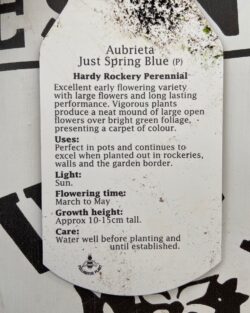 Aubrieta
Just Spring Blue (P)
Hardy Rockery Perennial
Excellent early flowering variety
with large flowers and long lasting
performance. Vigorous plants
produce a neat mound of large open
flowers over bright green foliage,
presenting a carpet of colour.
Uses:
Perfect in pots and continues to
excel when planted out in rockeries,
walls and the garden border.
Light:
Sun.
Flowering time:
March to May
Growth height:
Approx 10-15cm tall.
Care:
Water well before planting and
until established.